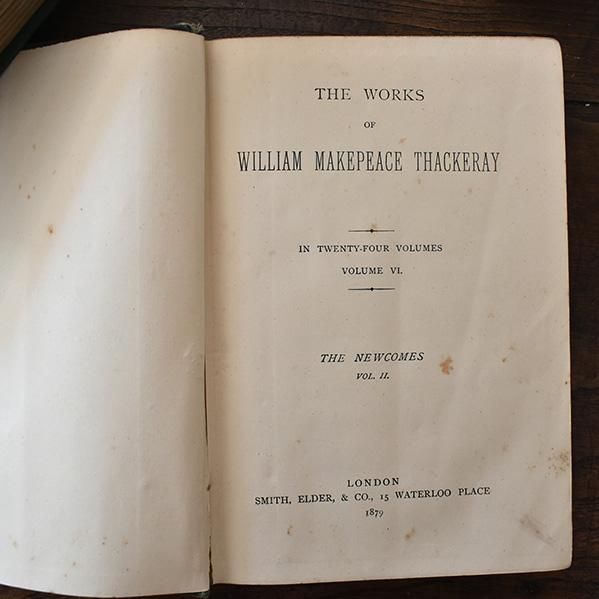 THE WORKS
OF
WILLIAM MAKEPEACE THACKERAY
IN TWENTY-FOUR VOLUMES
VOLUME VI.
THE NEWCOMES
VOL. II.
LONDON
SMITH, ELDER, & CO., 15 WATERLOO PLACE
1879